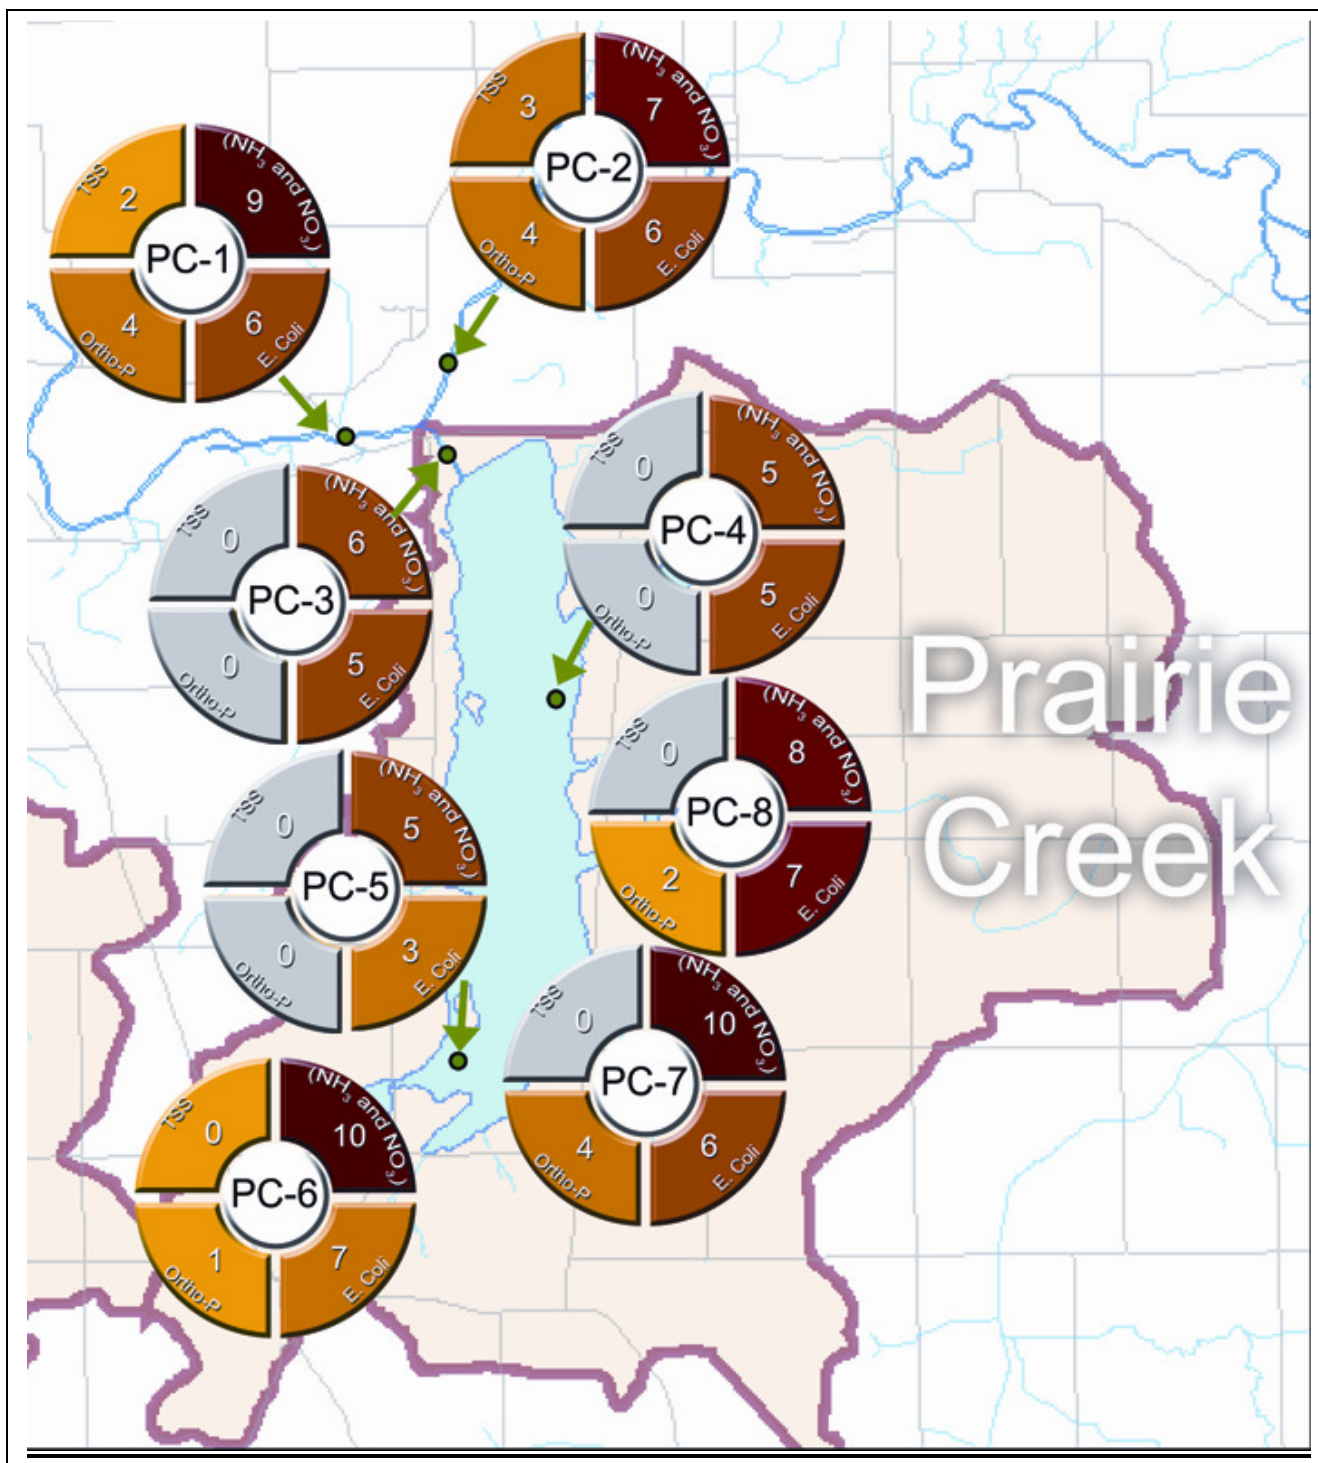 TSS
3
(NH₃ and NO₃)
7
PC-2
Ortho-P
4
E. Coli
6
TSS
2
(NH₃ and NO₃)
9
PC-1
Ortho-P
4
E. Coli
6
TSS
0
(NH₃ and NO₃)
5
PC-4
Ortho-P
0
E. Coli
5
TSS
0
(NH₃ and NO₃)
6
PC-3
Ortho-P
0
E. Coli
5
Prairie
Creek
TSS
0
(NH₃ and NO₃)
8
PC-8
Ortho-P
2
E. Coli
7
TSS
0
(NH₃ and NO₃)
5
PC-5
Ortho-P
0
E. Coli
3
TSS
0
(NH₃ and NO₃)
10
PC-7
Ortho-P
4
E. Coli
6
TSS
0
(NH₃ and NO₃)
10
PC-6
Ortho-P
1
E. Coli
7